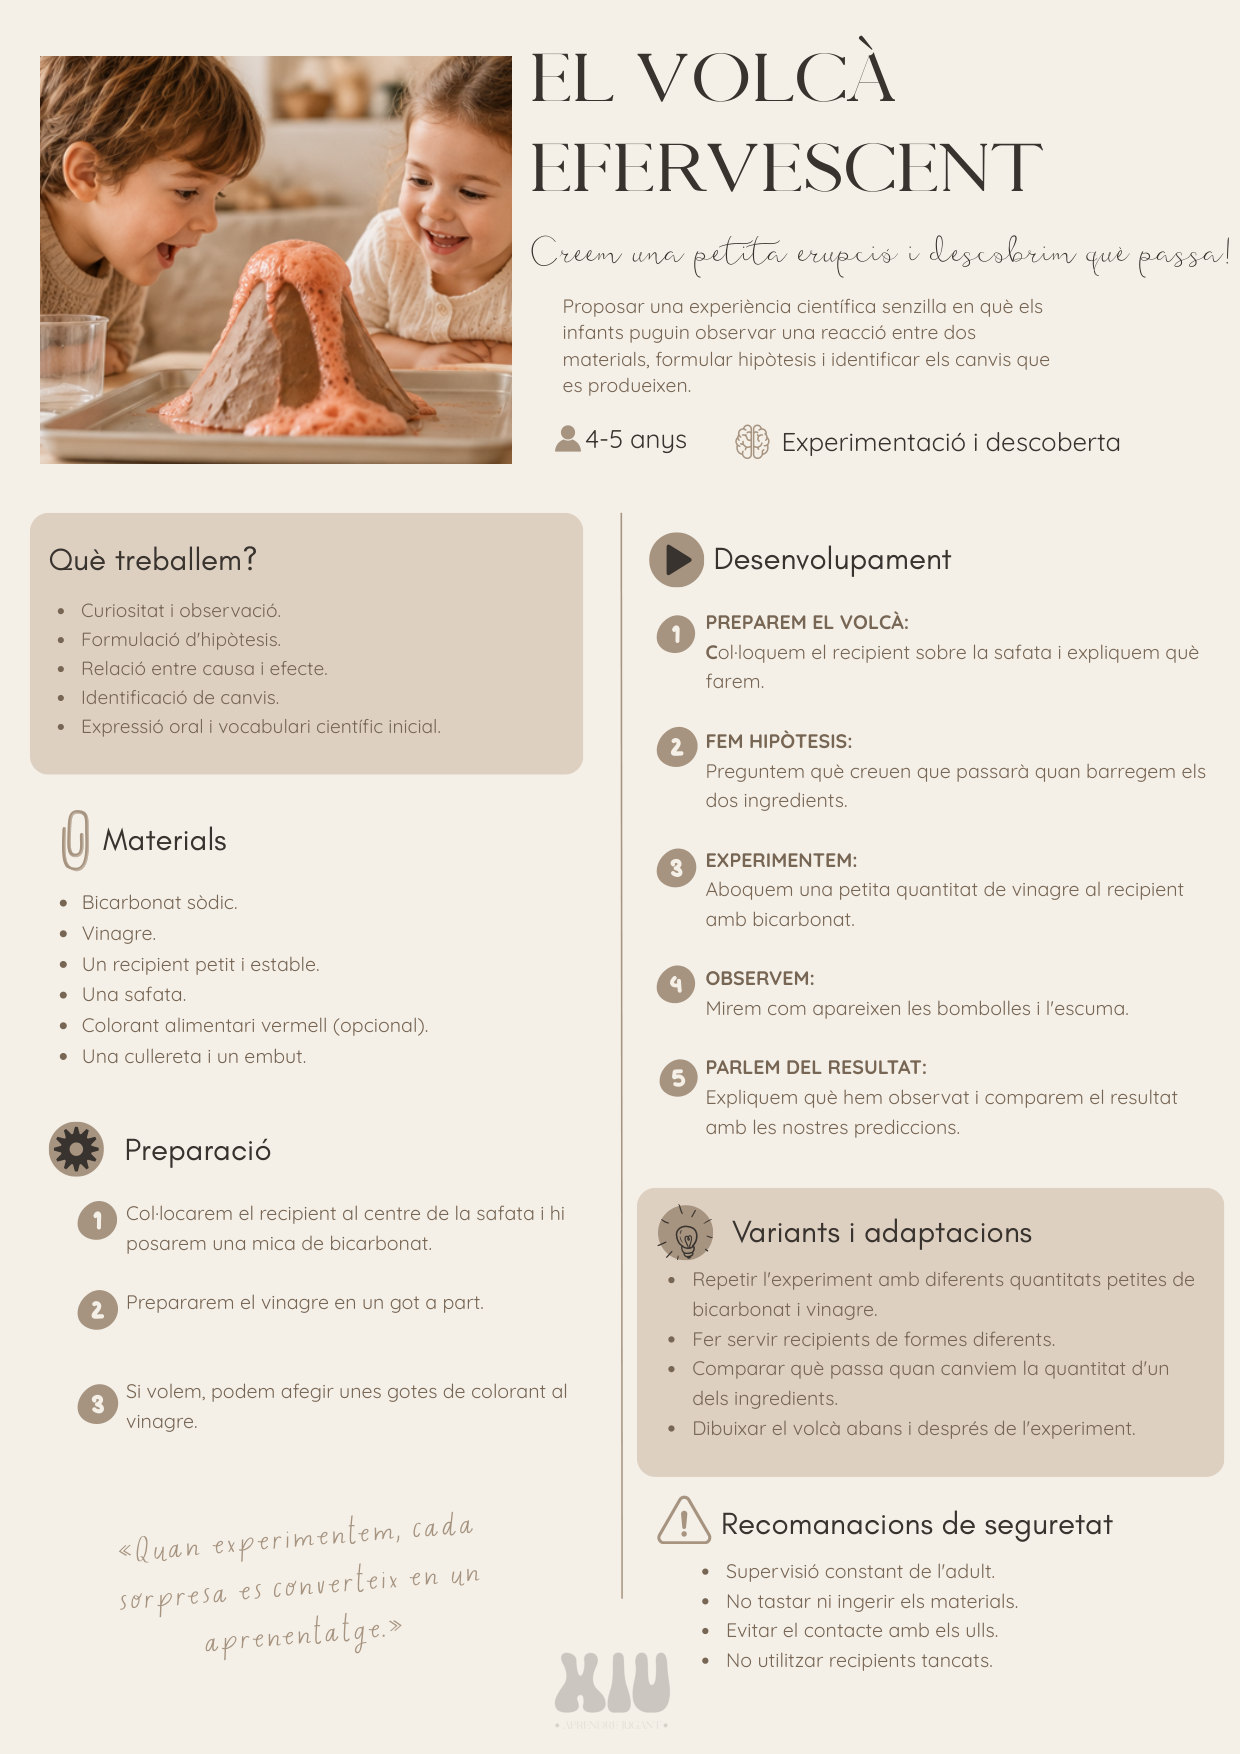 EL VOLCÀ
EFERVESCENT
Creem una petita erupció i descobrim què passa!
Proposar una experiència científica senzilla en què els
infants puguin observar una reacció entre dos
materials, formular hipòtesis i identificar els canvis que
es produeixen.
4-5 anys
Experimentació i descoberta
Què treballem?
• Curiositat i observació.
• Formulació d'hipòtesis.
• Relació entre causa i efecte.
• Identificació de canvis.
• Expressió oral i vocabulari científic inicial.
Materials
• Bicarbonat sòdic.
• Vinagre.
• Un recipient petit i estable.
• Una safata.
• Colorant alimentari vermell (opcional).
• Una cullereta i un embut.
Preparació
1 Col·locarem el recipient al centre de la safata i hi
posarem una mica de bicarbonat.
2 Prepararem el vinagre en un got a part.
3 Si volem, podem afegir unes gotes de colorant al
vinagre.
«Quan experimentem, cada
sorpresa es converteix en un
aprenentatge.»
Desenvolupament
1 PREPAREM EL VOLCÀ:
Col·loquem el recipient sobre la safata i expliquem què
farem.
2 FEM HIPÒTESIS:
Preguntem què creuen que passarà quan barregem els
dos ingredients.
3 EXPERIMENTEM:
Aboquem una petita quantitat de vinagre al recipient
amb bicarbonat.
4 OBSERVEM:
Mirem com apareixen les bombolles i l'escuma.
5 PARLEM DEL RESULTAT:
Expliquem què hem observat i comparem el resultat
amb les nostres prediccions.
Variants i adaptacions
• Repetir l'experiment amb diferents quantitats petites de
bicarbonat i vinagre.
• Fer servir recipients de formes diferents.
• Comparar què passa quan canviem la quantitat d'un
dels ingredients.
• Dibuixar el volcà abans i després de l'experiment.
Recomanacions de seguretat
• Supervisió constant de l'adult.
• No tastar ni ingerir els materials.
• Evitar el contacte amb els ulls.
• No utilitzar recipients tancats.
XIU
• APRENDRE JUGANT •